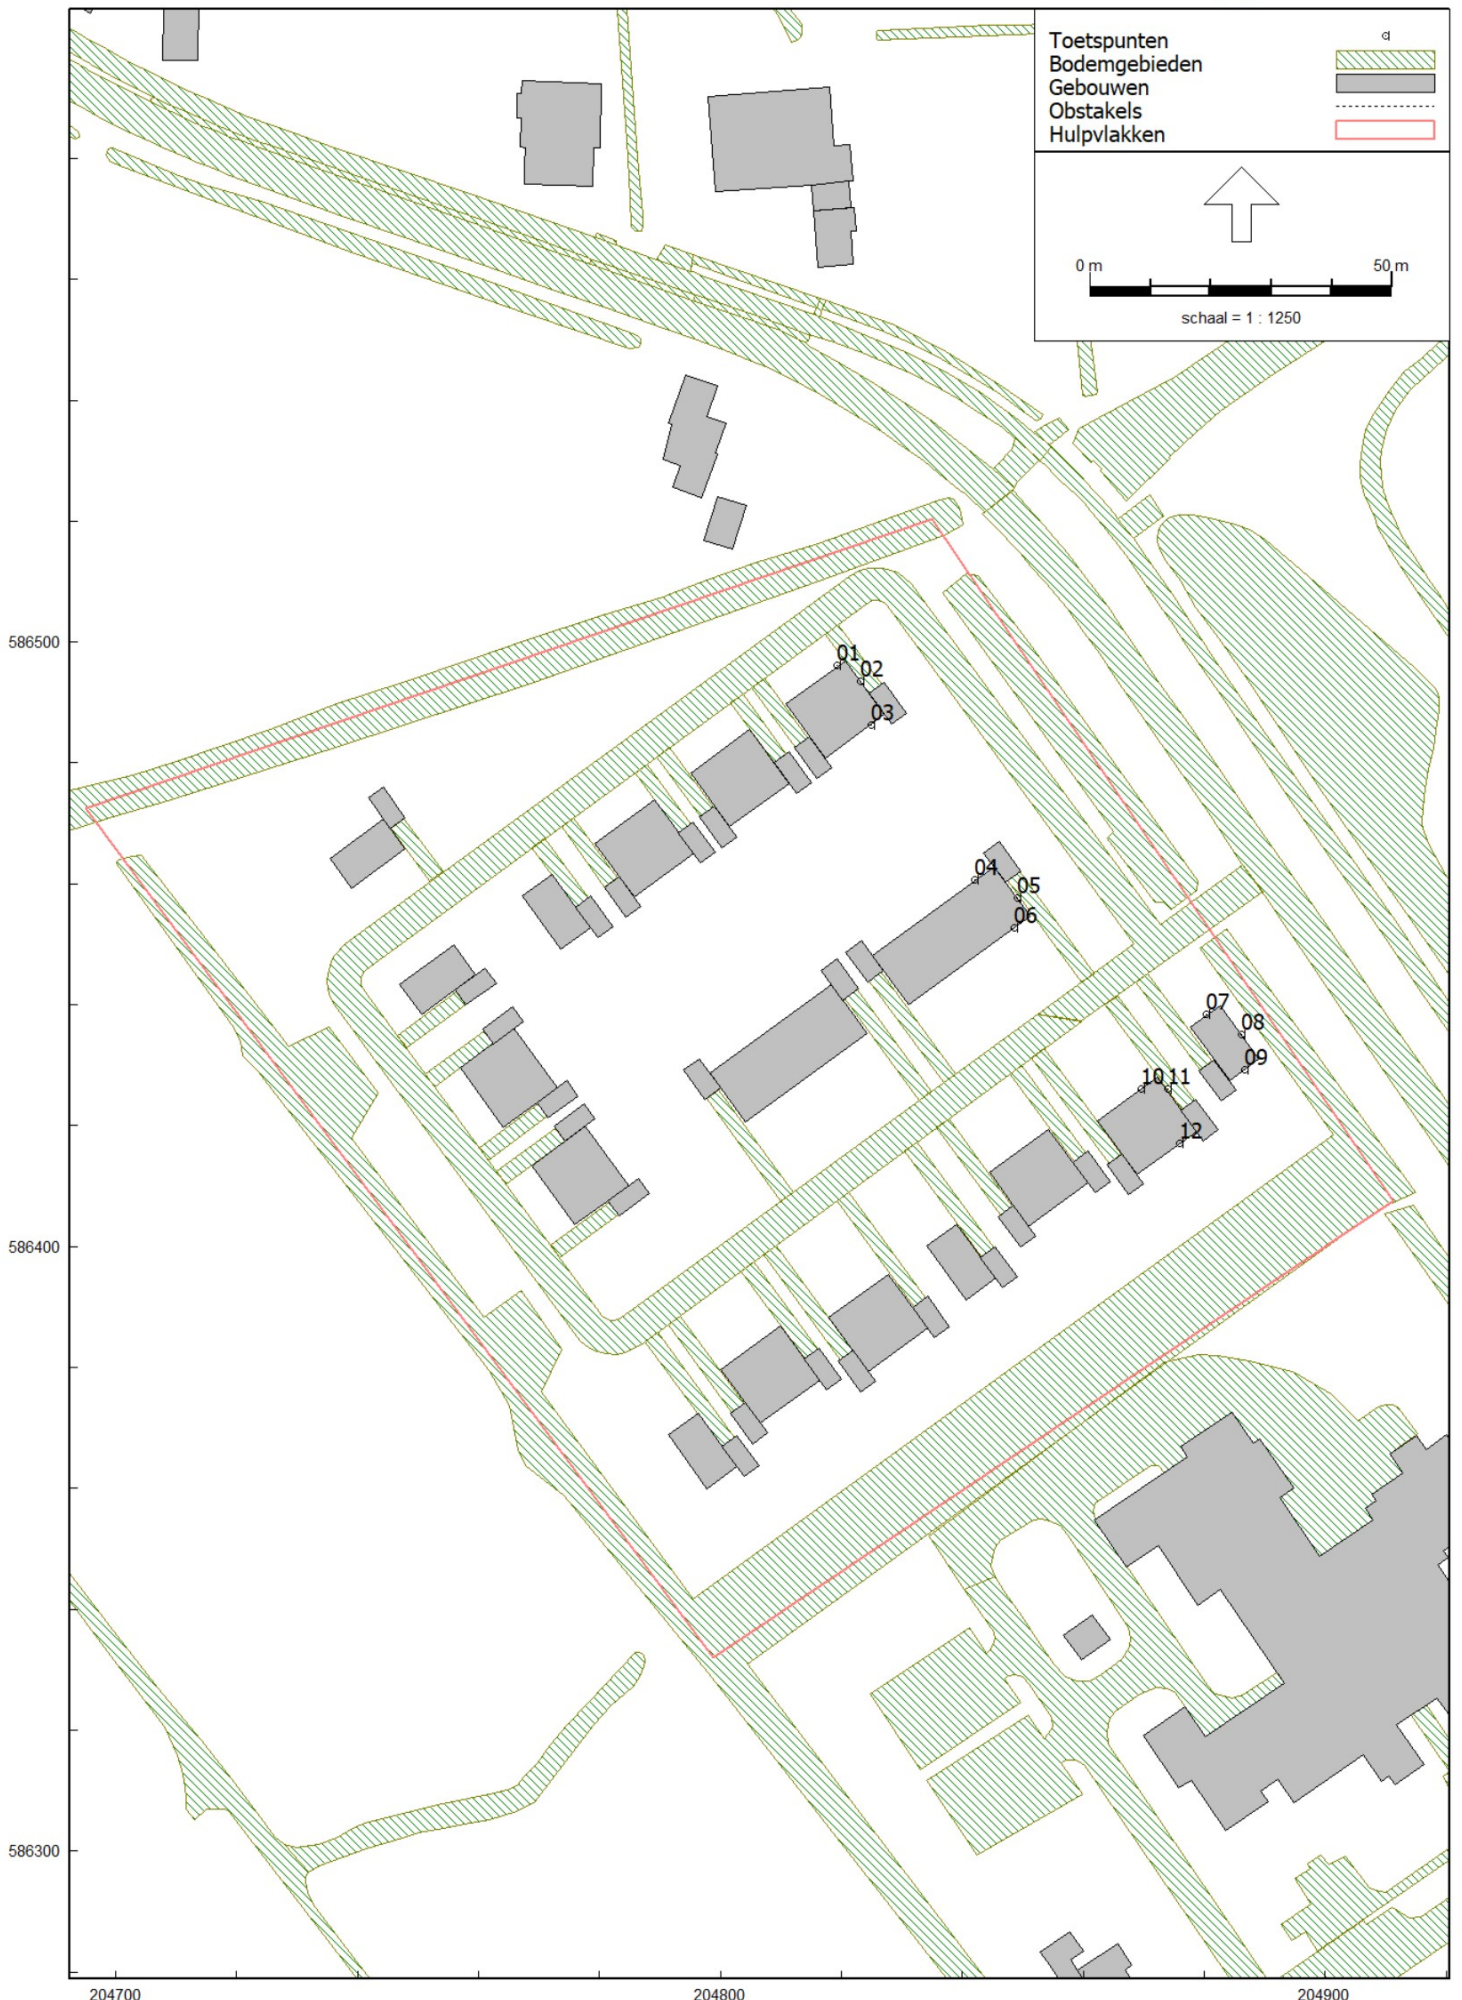 Toetspunten
Bodemgebieden
Gebouwen
Obstakels
Hulpvlakken
0 m 50 m
schaal = 1 : 1250
586500
01
02
03
04
05
06
07
08
09
10 11
12
586400
586300
204700 204800 204900